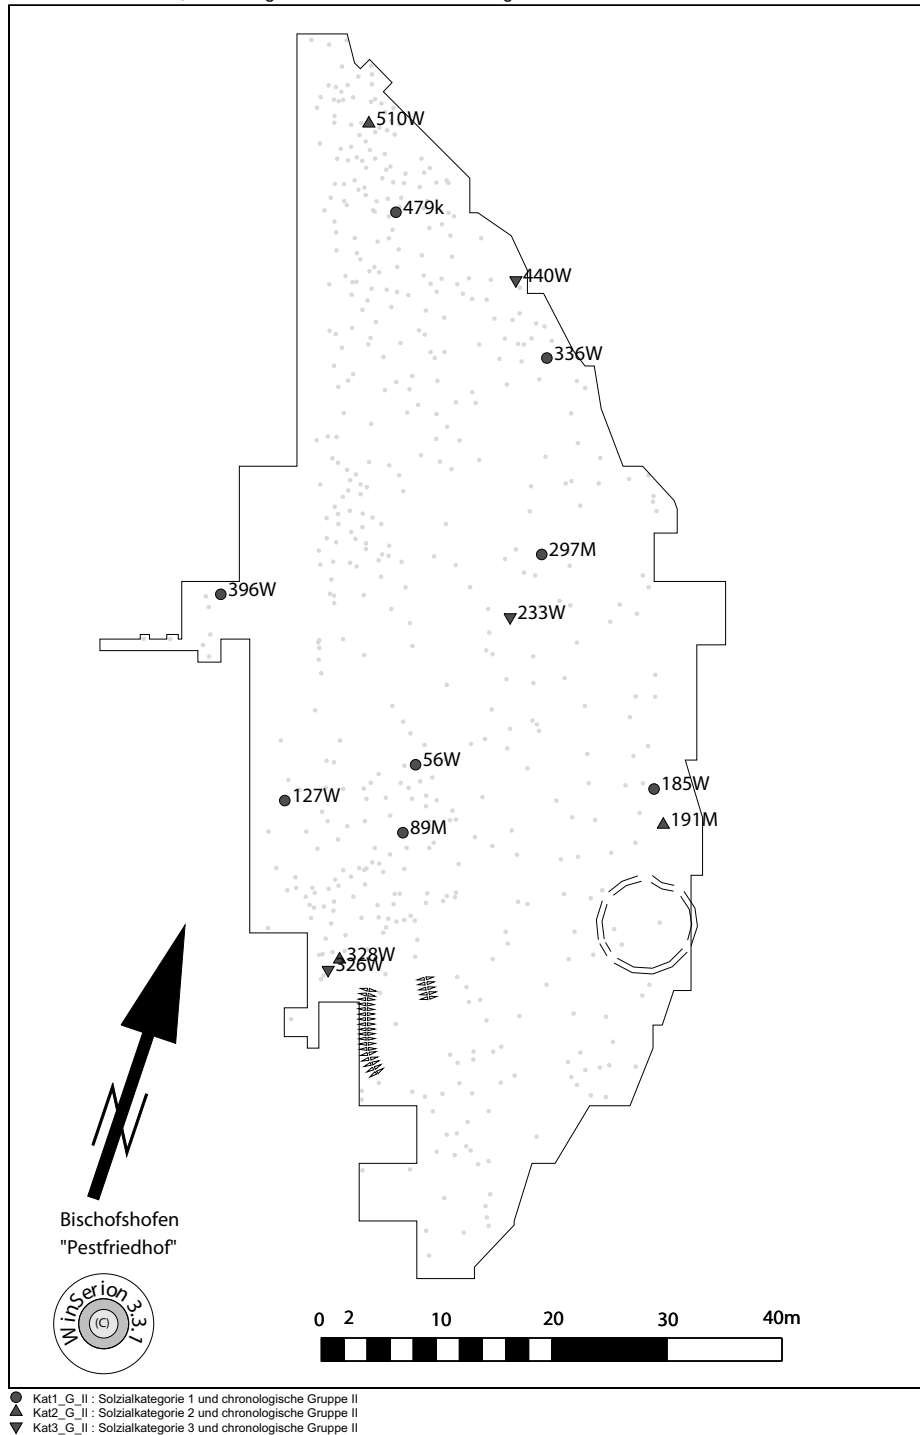 510W
479k
440W
336W
297M
396W
233W
56W
185W
127W
191M
89M
328W
326W
Bischofshofen
"Pestfriedhof"
WinSerion 3.3.1
(C)
0 2 10 20 30 40m
Kat1_G_II : Solzialkategorie 1 und chronologische Gruppe II
Kat2_G_II : Solzialkategorie 2 und chronologische Gruppe II
Kat3_G_II : Solzialkategorie 3 und chronologische Gruppe II